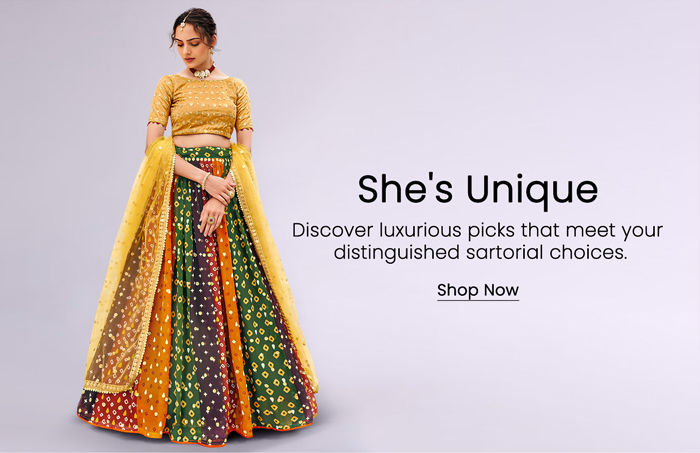 She's Unique
Discover luxurious picks that meet your
distinguished sartorial choices.
Shop Now